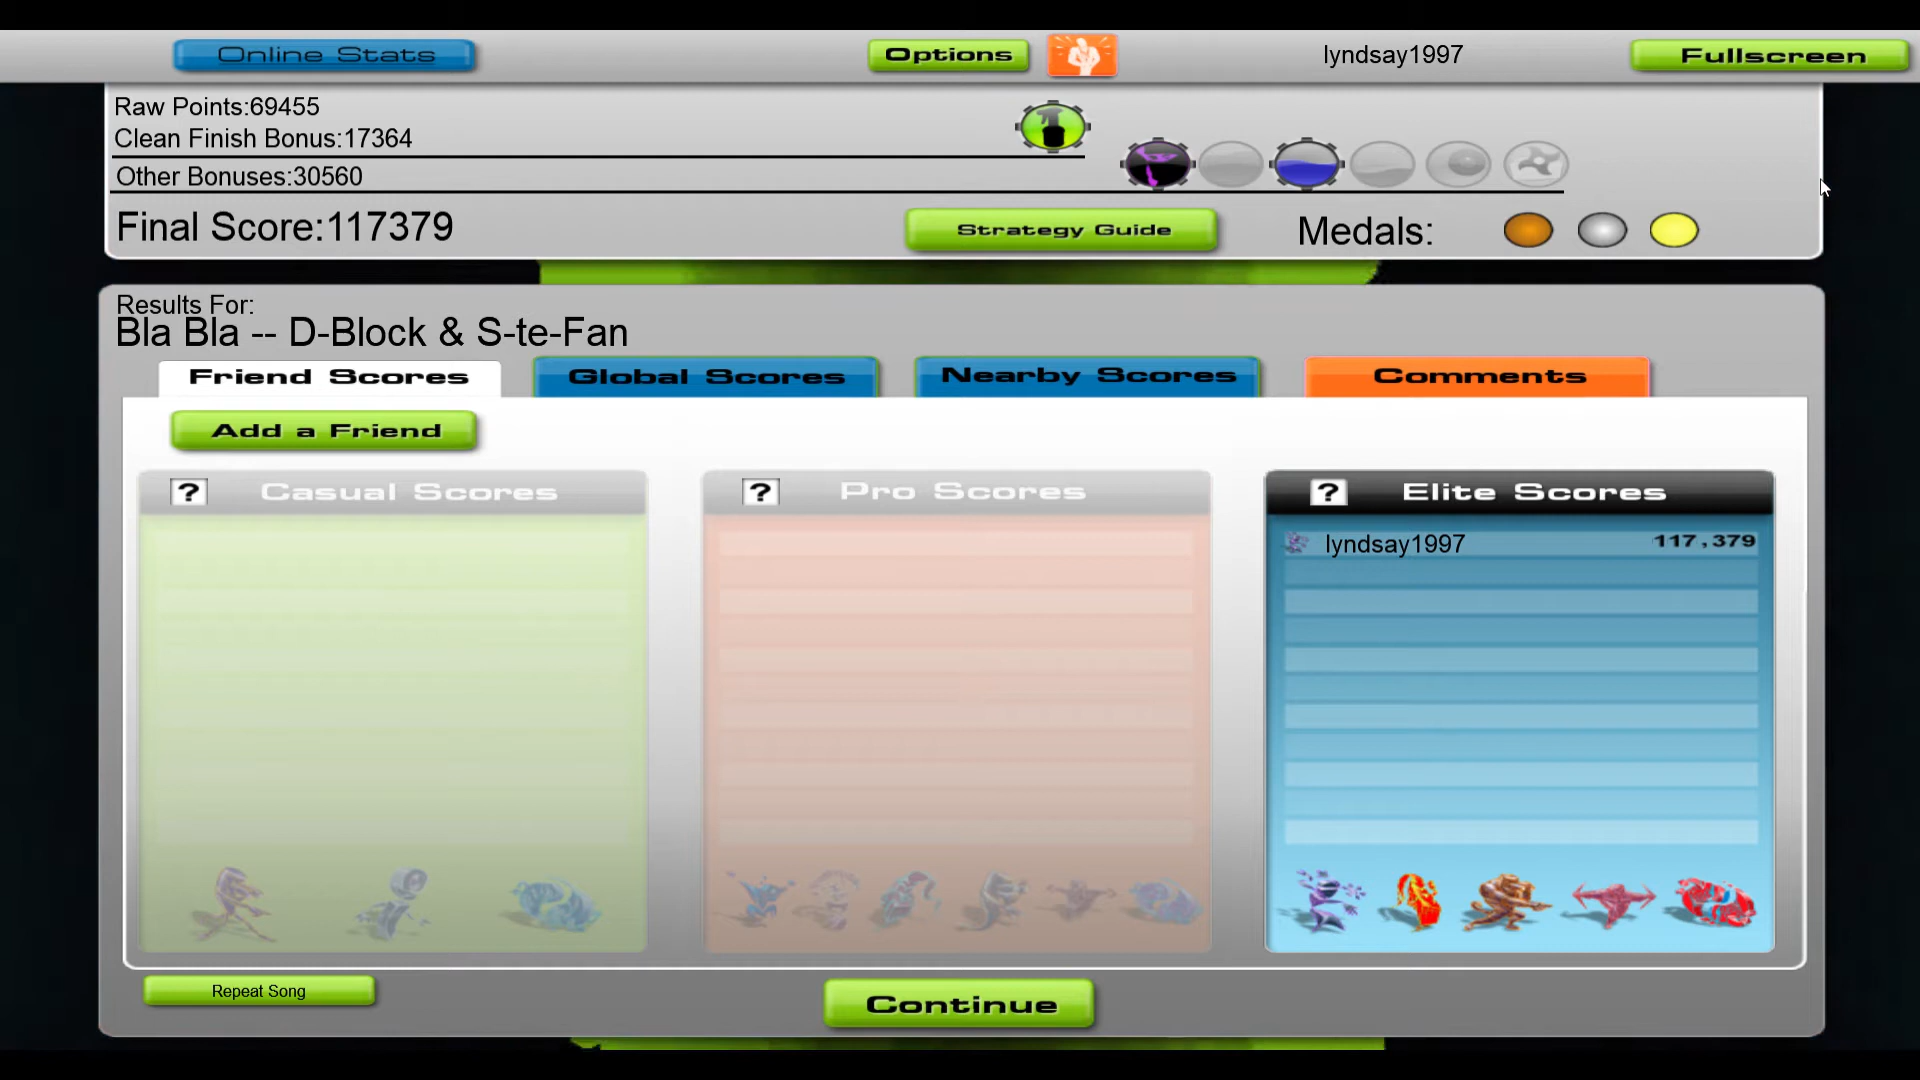 Online Stats
Options
lyndsay1997
Fullscreen
Raw Points:69455
Clean Finish Bonus:17364
Other Bonuses:30560
Final Score:117379
Strategy Guide
Medals:
Results For:
Bla Bla -- D-Block & S-te-Fan
Friend Scores
Global Scores
Nearby Scores
Comments
Add a Friend
? Casual Scores
? Pro Scores
? Elite Scores
lyndsay1997 117,379
Repeat Song
Continue